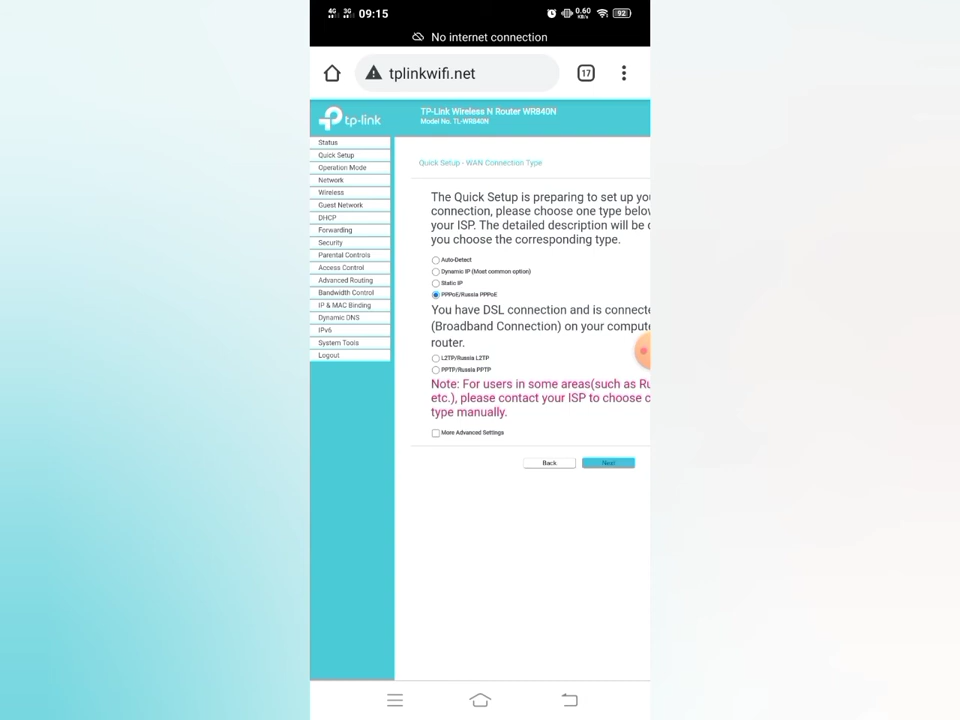 4G 3G 09:15 0.60 KB/s 92
No internet connection
tplinkwifi.net 17
tp-link
TP-Link Wireless N Router WR840N
Model No. TL-WR840N
Status
Quick Setup
Operation Mode
Network
Wireless
Guest Network
DHCP
Forwarding
Security
Parental Controls
Access Control
Advanced Routing
Bandwidth Control
IP & MAC Binding
Dynamic DNS
IPv6
System Tools
Logout
Quick Setup - WAN Connection Type
The Quick Setup is preparing to set up you
connection, please choose one type below
your ISP. The detailed description will be
you choose the corresponding type.
Auto-Detect
Dynamic IP (Most common option)
Static IP
PPPoE/Russia PPPoE
You have DSL connection and is connecte
(Broadband Connection) on your compute
router.
L2TP/Russia L2TP
PPTP/Russia PPTP
Note: For users in some areas(such as Ru
etc.), please contact your ISP to choose c
type manually.
More Advanced Settings
Back
Next